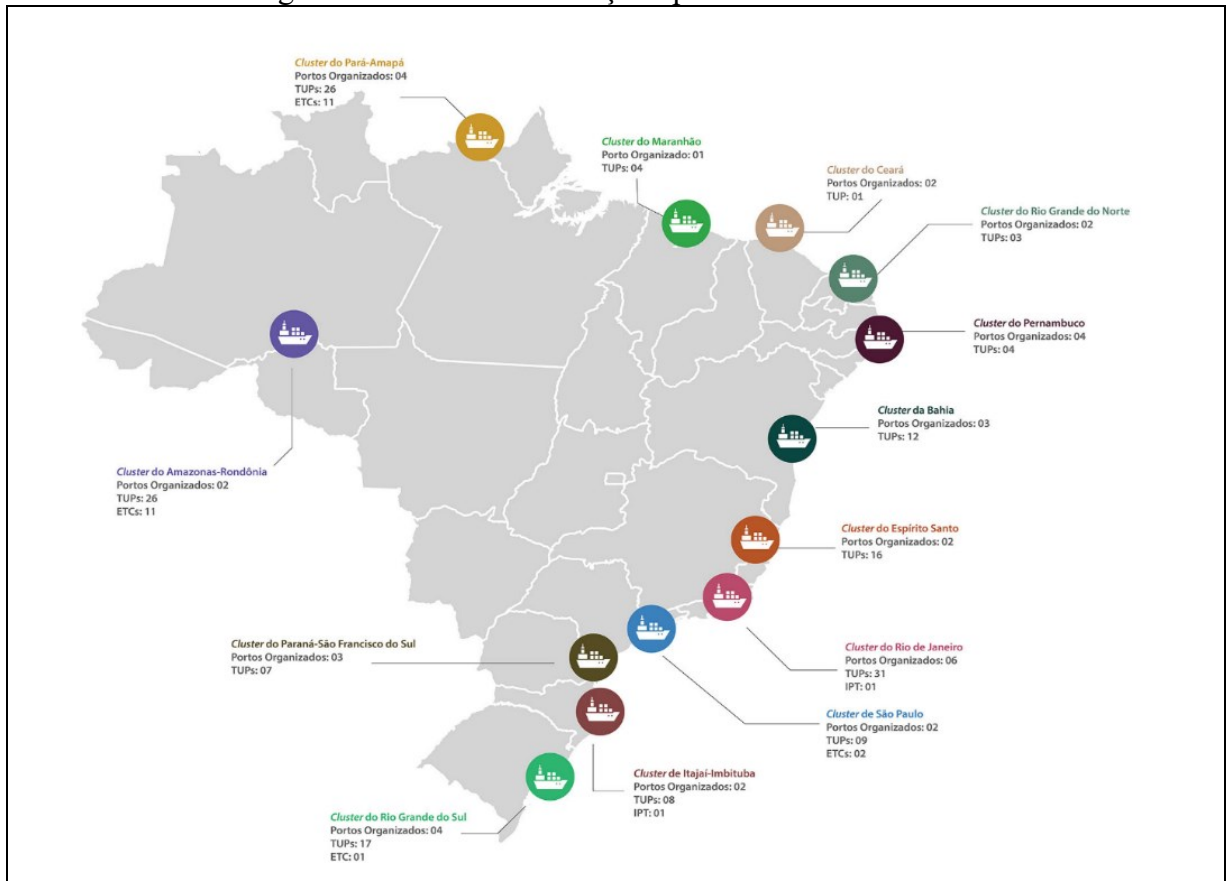 Cluster do Pará-Amapá
Portos Organizados: 04
TUPs: 26
ETCs: 11
Cluster do Maranhão
Porto Organizado: 01
TUPs: 04
Cluster do Ceará
Portos Organizados: 02
TUP: 01
Cluster do Rio Grande do Norte
Portos Organizados: 02
TUPs: 03
Cluster do Pernambuco
Portos Organizados: 04
TUPs: 04
Cluster da Bahia
Portos Organizados: 03
TUPs: 12
Cluster do Amazonas-Rondônia
Portos Organizados: 02
TUPs: 26
ETCs: 11
Cluster do Espírito Santo
Portos Organizados: 02
TUPs: 16
Cluster do Paraná-São Francisco do Sul
Portos Organizados: 03
TUPs: 07
Cluster do Rio de Janeiro
Portos Organizados: 06
TUPs: 31
IPT: 01
Cluster de São Paulo
Portos Organizados: 02
TUPs: 09
ETCs: 02
Cluster de Itajaí-Imbituba
Portos Organizados: 02
TUPs: 08
IPT: 01
Cluster do Rio Grande do Sul
Portos Organizados: 04
TUPs: 17
ETC: 01